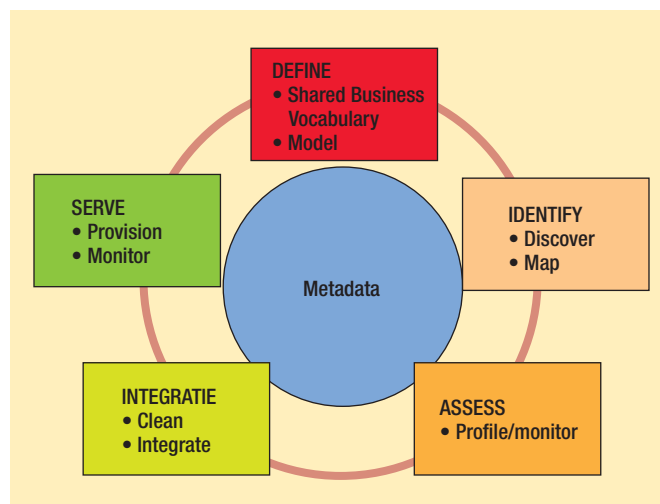 DEFINE
• Shared Business
Vocabulary
• Model
SERVE
• Provision
• Monitor
IDENTIFY
• Discover
• Map
Metadata
INTEGRATIE
• Clean
• Integrate
ASSESS
• Profile/monitor